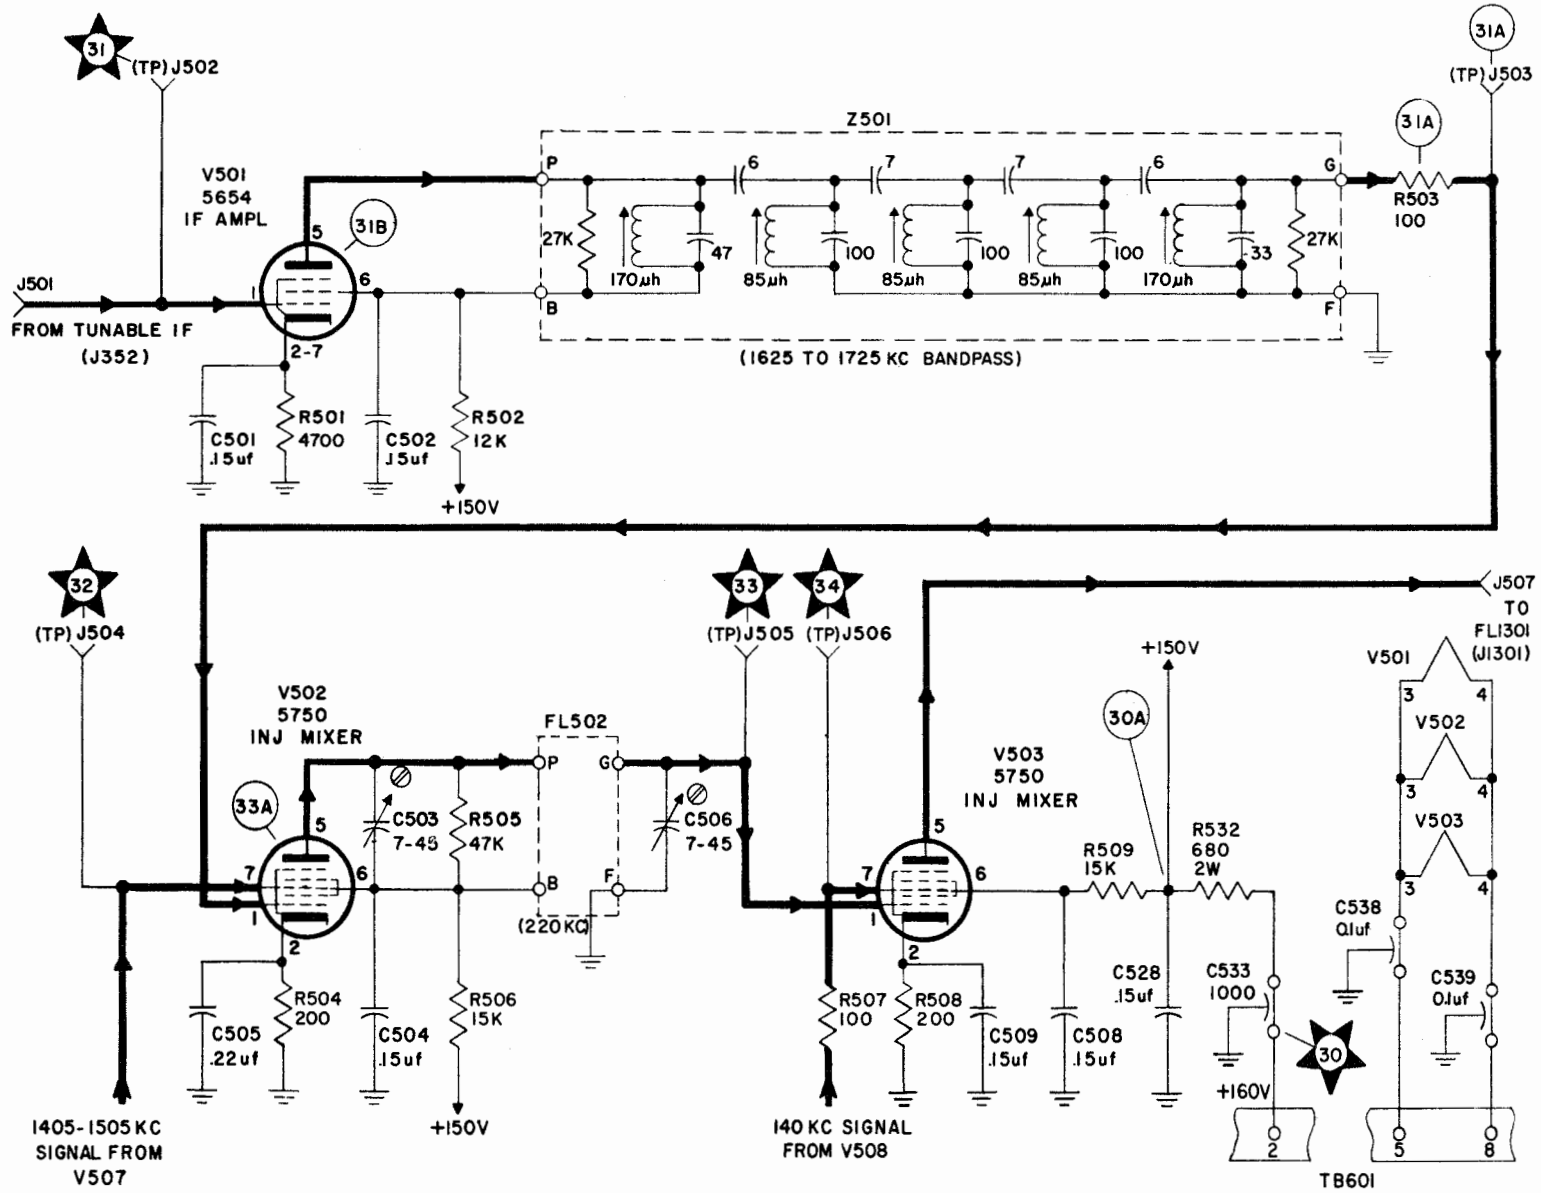 31
(TP) J502
31A
(TP) J503
Z501
31A
V501
5654
IF AMPL
P
6
7
7
6
G
R503
100
5
31B
27K
47
100
100
100
33
27K
170µh
85µh
85µh
85µh
170µh
J501
1
6
B
F
FROM TUNABLE IF
(J352)
2-7
(1625 TO 1725 KC BANDPASS)
C501
.15uf
R501
4700
C502
.15uf
R502
12K
+150V
32
(TP) J504
33
(TP) J505
34
(TP) J506
J507
TO
FL1301
(J1301)
+150V
V501
3
4
V502
5750
INJ MIXER
FL502
30A
V502
3
4
P
G
V503
5750
INJ MIXER
33A
5
C503
7-45
R505
47K
C506
7-45
5
R532
680
2W
R509
15K
V503
3
4
7
1
6
B
F
7
1
6
2
(220KC)
2
C538
0.1uf
C505
.22uf
R504
200
C504
.15uf
R506
15K
R507
100
R508
200
C509
.15uf
C508
.15uf
C528
.15uf
C533
1000
C539
0.1uf
30
+160V
1405-1505 KC
SIGNAL FROM
V507
+150V
140 KC SIGNAL
FROM V508
2
5
8
TB601